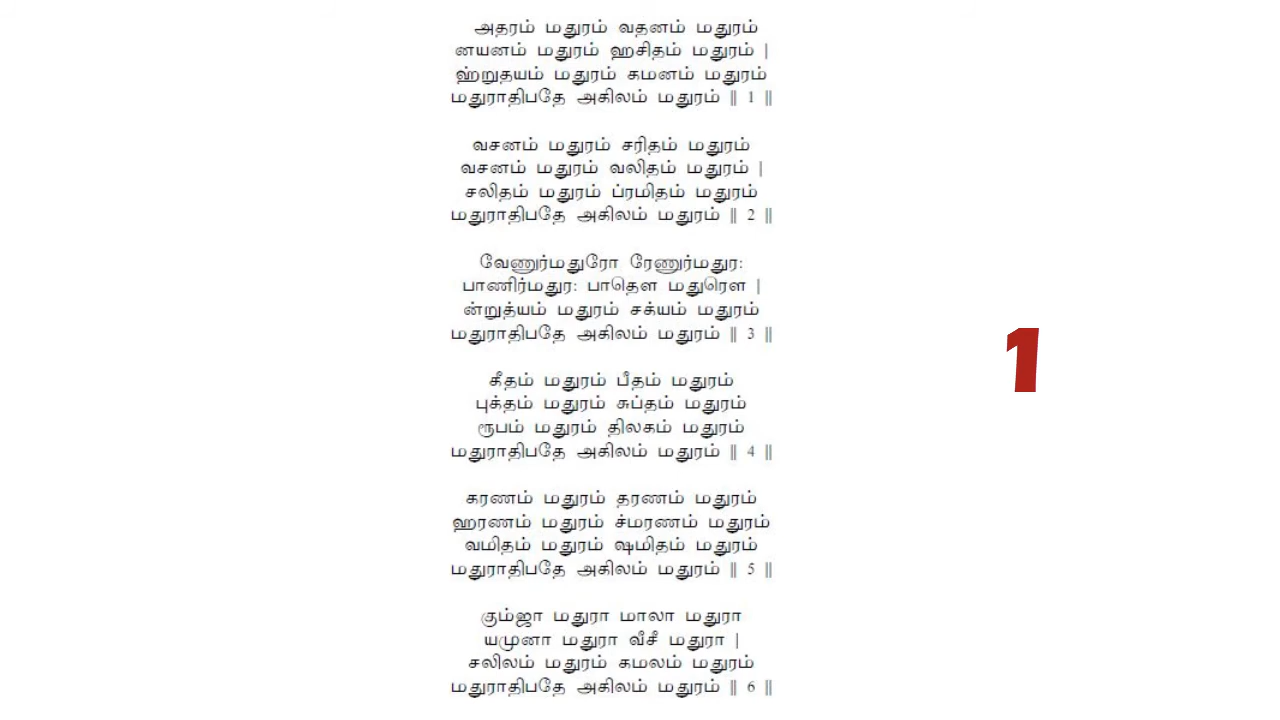 அதரம் மதுரம் வதனம் மதுரம்
னயனம் மதுரம் ஹசிதம் மதுரம் |
ஹ்றுதயம் மதுரம் கமனம் மதுரம்
மதுராதிபதே அகிலம் மதுரம் || 1 ||
வசனம் மதுரம் சரிதம் மதுரம்
வசனம் மதுரம் வலிதம் மதுரம் |
சலிதம் மதுரம் ப்ரமிதம் மதுரம்
மதுராதிபதே அகிலம் மதுரம் || 2 ||
வேணுர்மதுரோ ரேணுர்மதுர:
பாணிர்மதுர: பாதௌ மதுரௌ |
ன்றுத்யம் மதுரம் சக்யம் மதுரம்
மதுராதிபதே அகிலம் மதுரம் || 3 ||
கீதம் மதுரம் பீதம் மதுரம்
புக்தம் மதுரம் சுப்தம் மதுரம்
ரூபம் மதுரம் திலகம் மதுரம்
மதுராதிபதே அகிலம் மதுரம் || 4 ||
கரணம் மதுரம் தரணம் மதுரம்
ஹரணம் மதுரம் ச்மரணம் மதுரம்
வமிதம் மதுரம் ஷமிதம் மதுரம்
மதுராதிபதே அகிலம் மதுரம் || 5 ||
கும்ஜா மதுரா மாலா மதுரா
யமுனா மதுரா வீசீ மதுரா |
சலிலம் மதுரம் கமலம் மதுரம்
மதுராதிபதே அகிலம் மதுரம் || 6 ||
1